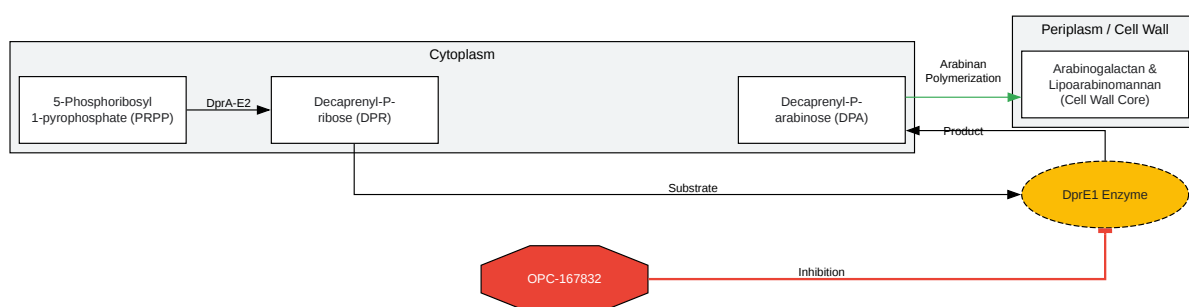 Periplasm / Cell Wall
Cytoplasm
Arabinan
Polymerization
Arabinogalactan &
Lipoarabinomannan
(Cell Wall Core)
5-Phosphoribosyl
1-pyrophosphate (PRPP)
DprA-E2
Decaprenyl-P-
ribose (DPR)
Decaprenyl-P-
arabinose (DPA)
Product
Substrate
DprE1 Enzyme
OPC-167832
Inhibition